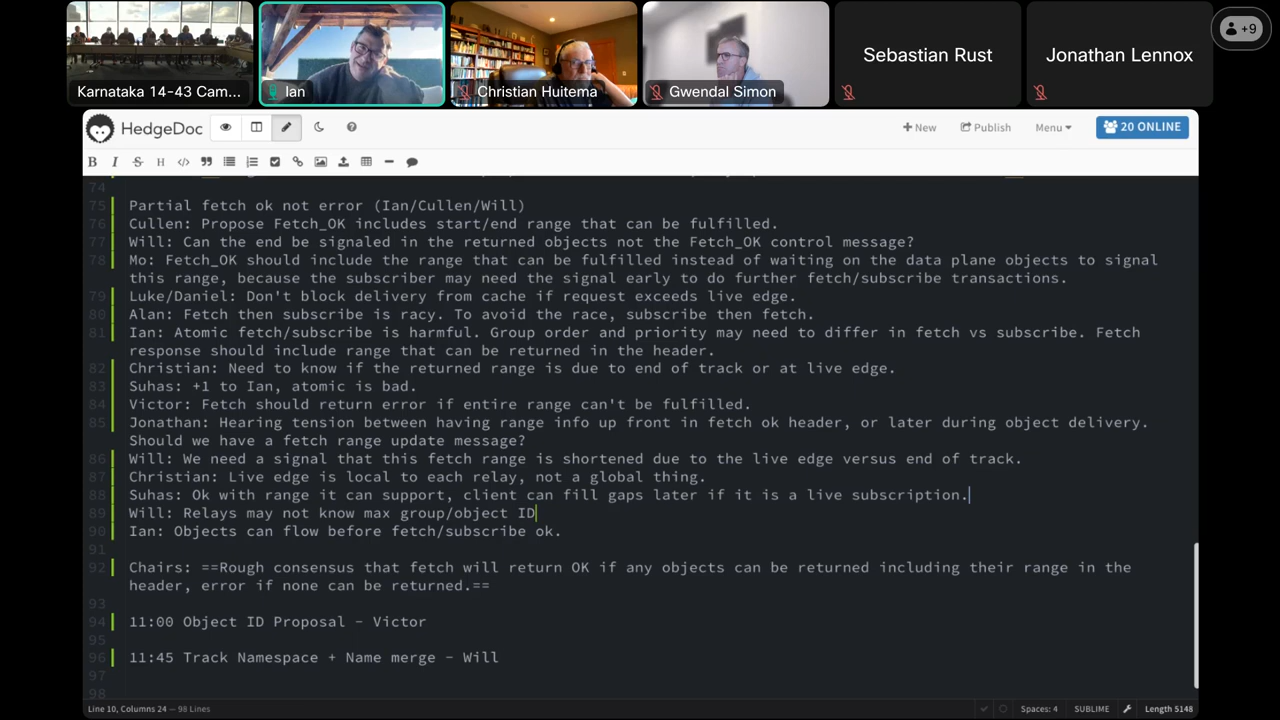 Karnataka 14-43 Cam...
Ian
Christian Huitema
Gwendal Simon
Sebastian Rust
Jonathan Lennox
+9
HedgeDoc
New
Publish
Menu
20 ONLINE
B I S H
74
75 Partial fetch ok not error (Ian/Cullen/Will)
76 Cullen: Propose Fetch_OK includes start/end range that can be fulfilled.
77 Will: Can the end be signaled in the returned objects not the Fetch_OK control message?
78 Mo: Fetch_OK should include the range that can be fulfilled instead of waiting on the data plane objects to signal
this range, because the subscriber may need the signal early to do further fetch/subscribe transactions.
79 Luke/Daniel: Don't block delivery from cache if request exceeds live edge.
80 Alan: Fetch then subscribe is racy. To avoid the race, subscribe then fetch.
81 Ian: Atomic fetch/subscribe is harmful. Group order and priority may need to differ in fetch vs subscribe. Fetch
response should include range that can be returned in the header.
82 Christian: Need to know if the returned range is due to end of track or at live edge.
83 Suhas: +1 to Ian, atomic is bad.
84 Victor: Fetch should return error if entire range can't be fulfilled.
85 Jonathan: Hearing tension between having range info up front in fetch ok header, or later during object delivery.
Should we have a fetch range update message?
86 Will: We need a signal that this fetch range is shortened due to the live edge versus end of track.
87 Christian: Live edge is local to each relay, not a global thing.
88 Suhas: Ok with range it can support, client can fill gaps later if it is a live subscription.
89 Will: Relays may not know max group/object ID
90 Ian: Objects can flow before fetch/subscribe ok.
91
92 Chairs: ==Rough consensus that fetch will return OK if any objects can be returned including their range in the
header, error if none can be returned.==
93
94 11:00 Object ID Proposal - Victor
95
96 11:45 Track Namespace + Name merge - Will
97
98
Line 10, Columns 24 — 98 Lines
Spaces: 4
SUBLIME
Length 5148